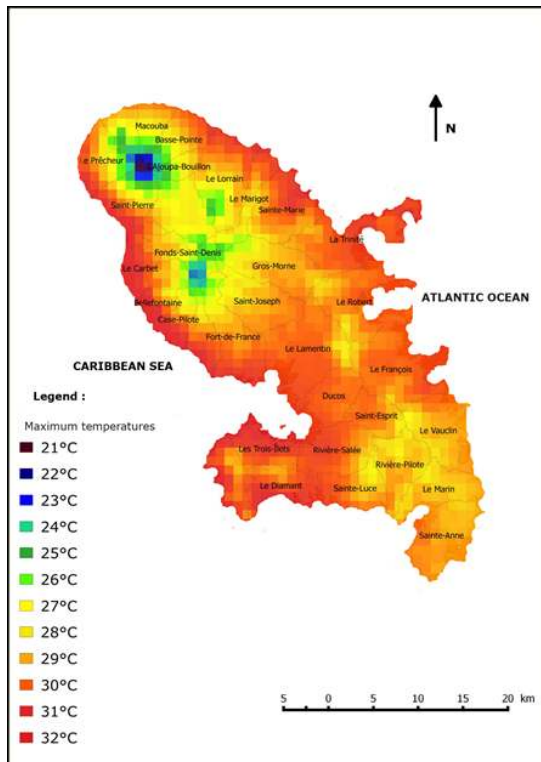 N
Macouba
Basse-Pointe
Le Prêcheur
Ajoupa-Bouillon
Le Lorrain
Le Marigot
Saint-Pierre
Sainte-Marie
La Trinité
Fonds-Saint-Denis
Le Carbet
Gros-Morne
Bellefontaine
Saint-Joseph
Le Robert
ATLANTIC OCEAN
Case-Pilote
Fort-de-France
Le Lamentin
CARIBBEAN SEA
Le François
Ducos
Saint-Esprit
Le Vauclin
Les Trois-Îlets
Rivière-Salée
Rivière-Pilote
Le Diamant
Sainte-Luce
Le Marin
Sainte-Anne
Legend :
Maximum temperatures
21°C
22°C
23°C
24°C
25°C
26°C
27°C
28°C
29°C
30°C
31°C
32°C
5 0 5 10 15 20 km